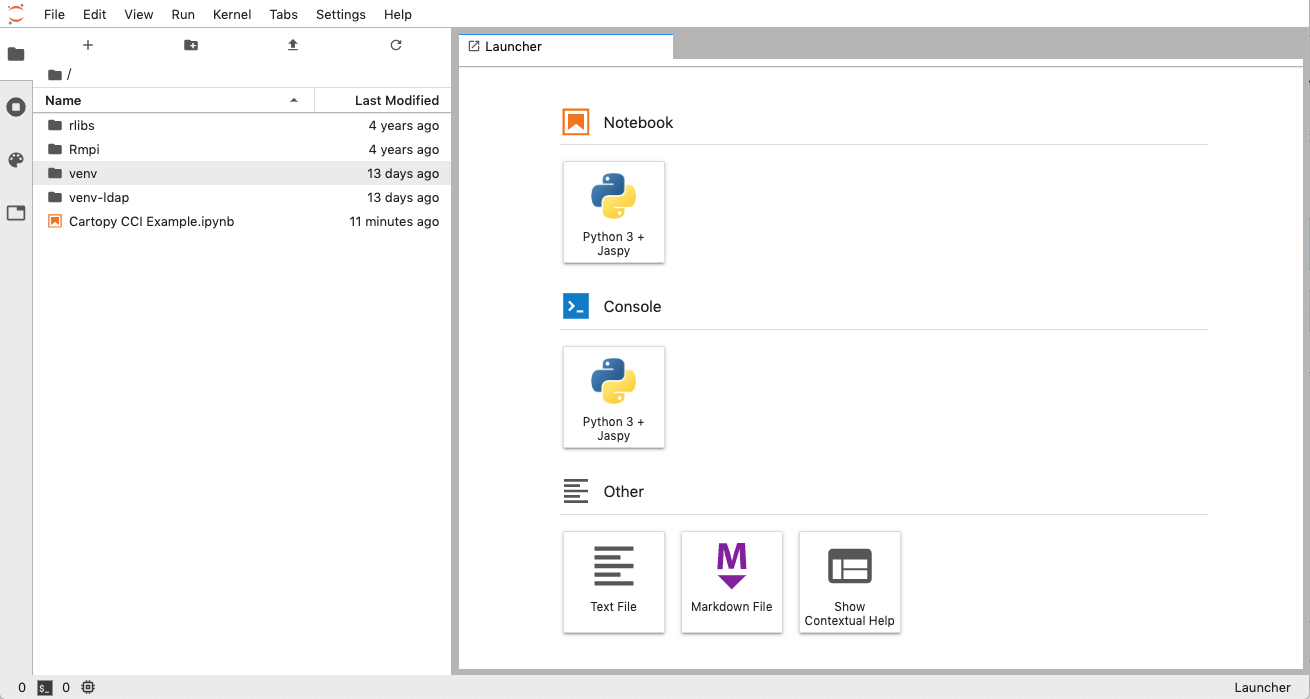 File Edit View Run Kernel Tabs Settings Help
/
Name Last Modified
rlibs 4 years ago
Rmpi 4 years ago
venv 13 days ago
venv-ldap 13 days ago
Cartopy CCI Example.ipynb 11 minutes ago
Launcher
Notebook
Python 3 +
Jaspy
Console
Python 3 +
Jaspy
Other
Text File
M
Markdown File
Show
Contextual Help
0 $_ 0
Launcher